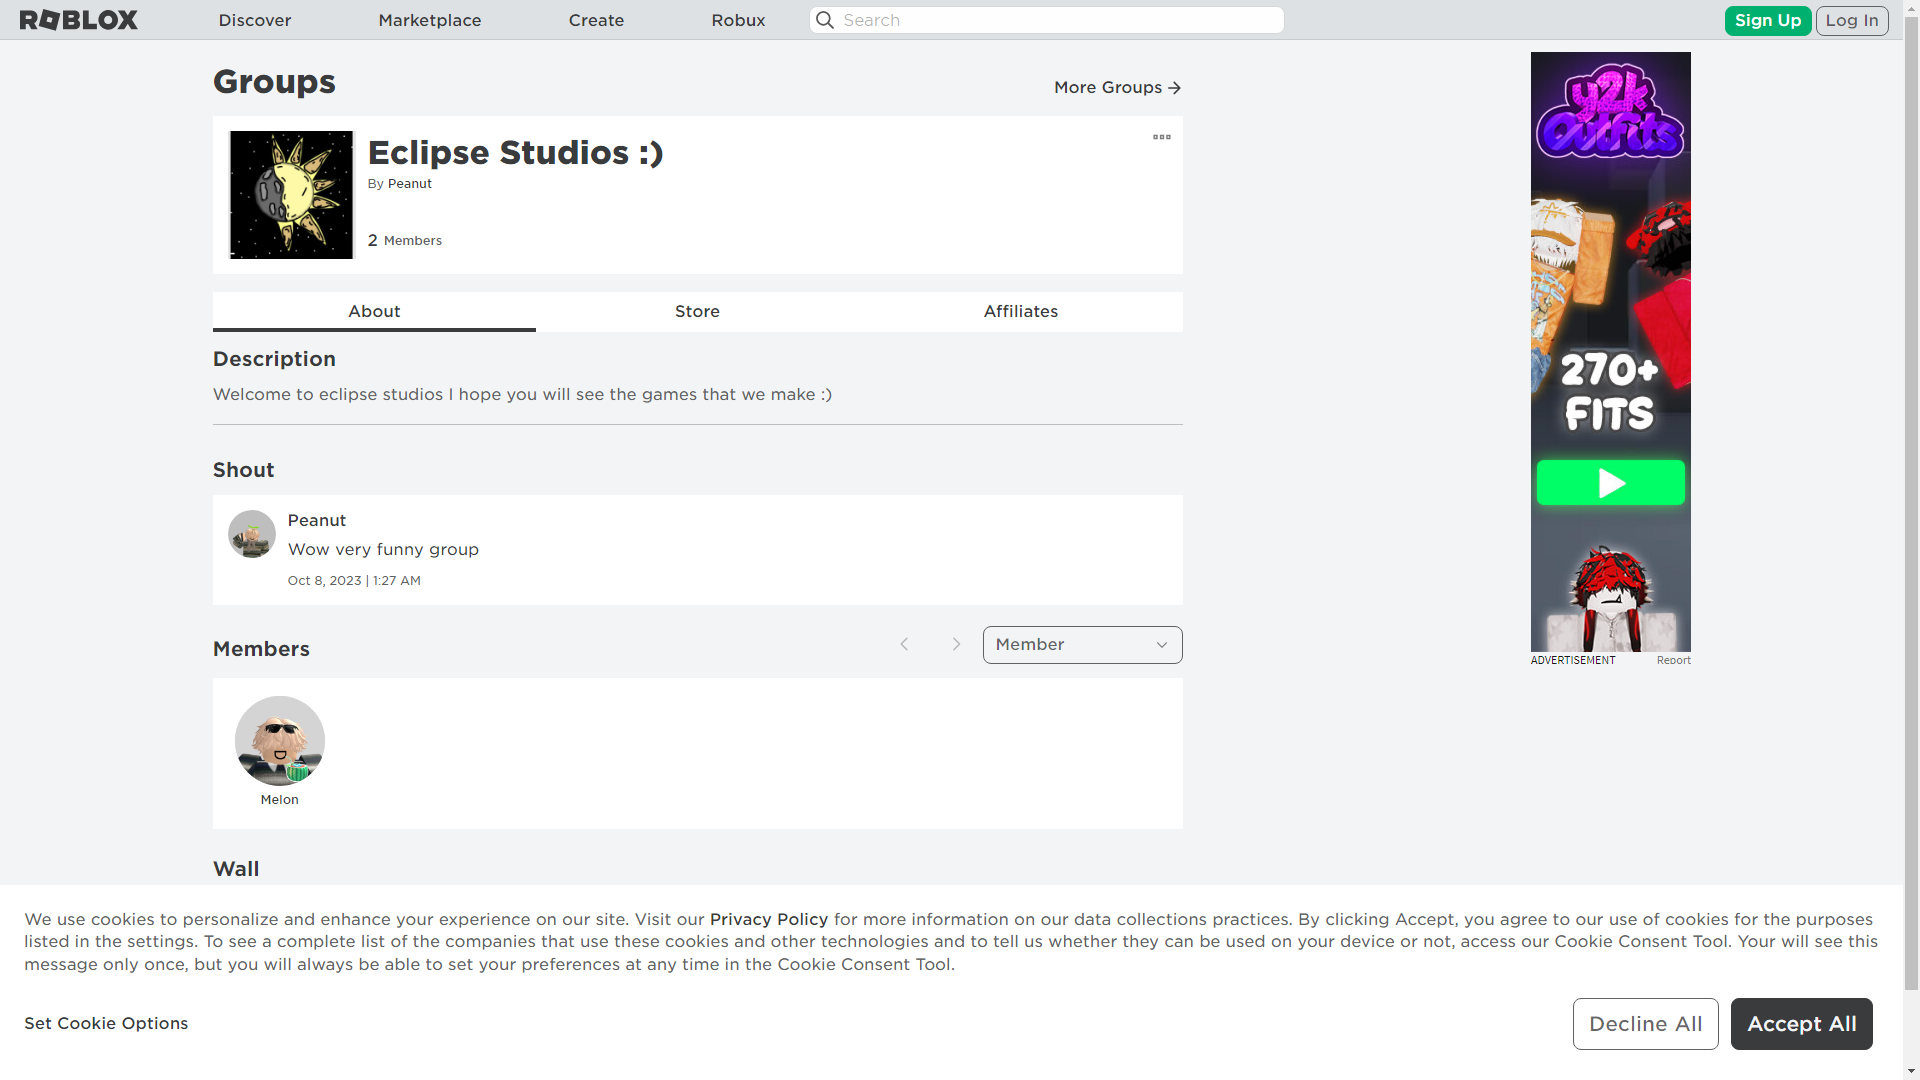 ROBLOX
Discover
Marketplace
Create
Robux
Search
Sign Up
Log In
Groups
More Groups
Eclipse Studios :)
By Peanut
2 Members
About
Store
Affiliates
Description
Welcome to eclipse studios I hope you will see the games that we make :)
Shout
Peanut
Wow very funny group
Oct 8, 2023 | 1:27 AM
Members
Member
Melon
Wall
y2k
Outfits
270+
FITS
ADVERTISEMENT
Report
We use cookies to personalize and enhance your experience on our site. Visit our Privacy Policy for more information on our data collections practices. By clicking Accept, you agree to our use of cookies for the purposes
listed in the settings. To see a complete list of the companies that use these cookies and other technologies and to tell us whether they can be used on your device or not, access our Cookie Consent Tool. Your will see this
message only once, but you will always be able to set your preferences at any time in the Cookie Consent Tool.
Set Cookie Options
Decline All
Accept All